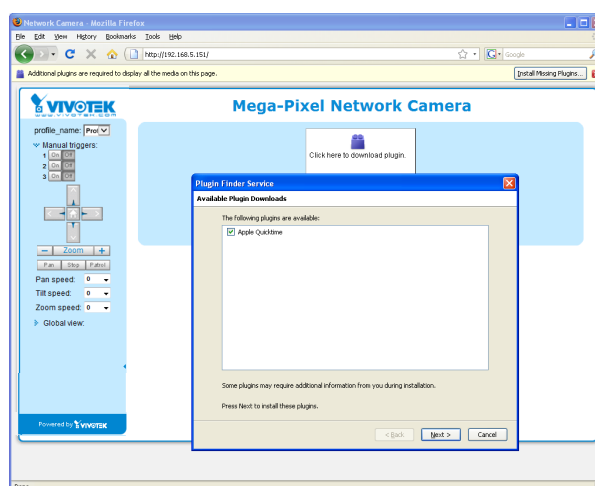 Network Camera - Mozilla Firefox
File Edit View History Bookmarks Tools Help
http://192.168.5.151/
Google
Additional plugins are required to display all the media on this page.
Install Missing Plugins...
VIVOTEK
www.vivotek.com
Mega-Pixel Network Camera
profile_name: Prof
Manual triggers:
1 On Off
2 On Off
3 On Off
Click here to download plugin.
Plugin Finder Service
Available Plugin Downloads
The following plugins are available:
Apple Quicktime
Zoom
Pan Stop Patrol
Pan speed: 0
Tilt speed: 0
Zoom speed: 0
Global view:
Some plugins may require additional information from you during installation.
Press Next to install these plugins.
Powered by VIVOTEK
< Back Next > Cancel
Done